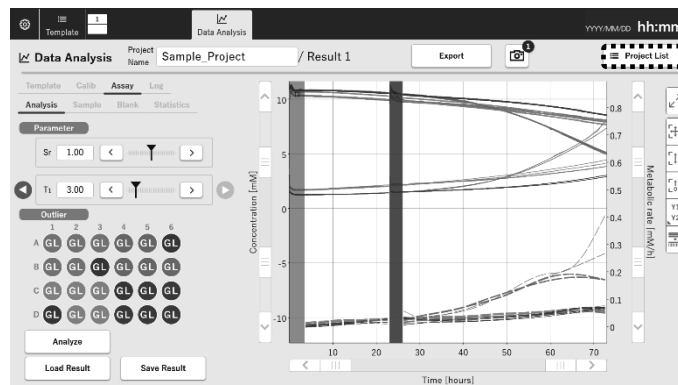 1
Template
Data Analysis
YYYY/MM/DD hh:mm
Data Analysis
Project Name
Sample_Project
/ Result 1
Export
1
Project List
Template Calib Assay Log
Analysis Sample Blank Statistics
Parameter
Sr 1.00
Tt 3.00
Outlier
1 2 3 4 5 6
A GL GL GL GL GL GL
B GL GL GL GL GL GL
C GL GL GL GL GL GL
D GL GL GL GL GL GL
Analyze
Load Result
Save Result
Concentration [mM]
10
5
0
-5
-10
10 20 30 40 50 60 70
Time [hours]
0.8
0.7
0.6
0.5
0.4
0.3
0.2
0.1
0
Metabolic rate [mM/h]
Y1
Y2